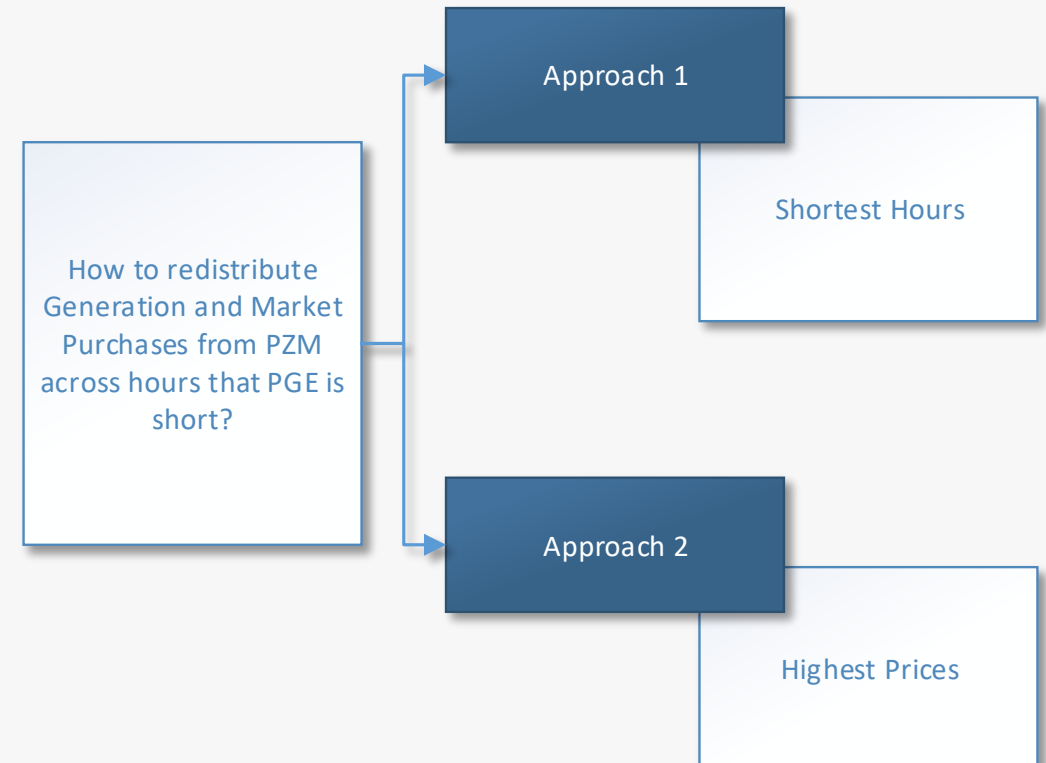 How to redistribute
Generation and Market
Purchases from PZM
across hours that PGE is
short?
Approach 1
Shortest Hours
Approach 2
Highest Prices